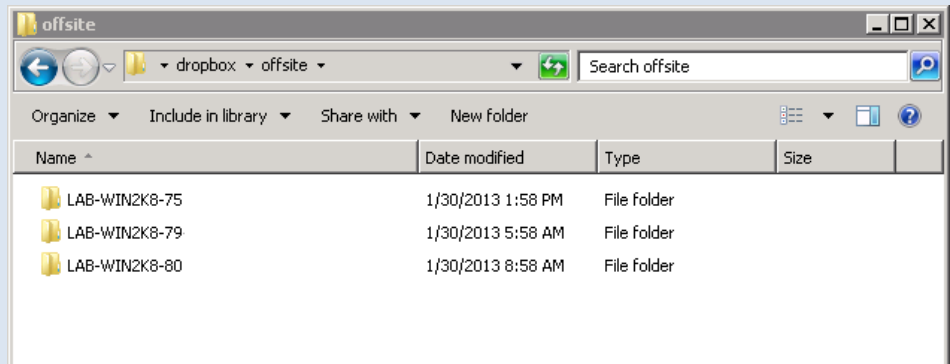 offsite
dropbox offsite Search offsite
Organize Include in library Share with New folder
Name Date modified Type Size
LAB-WIN2K8-75 1/30/2013 1:58 PM File folder
LAB-WIN2K8-79 1/30/2013 5:58 AM File folder
LAB-WIN2K8-80 1/30/2013 8:58 AM File folder